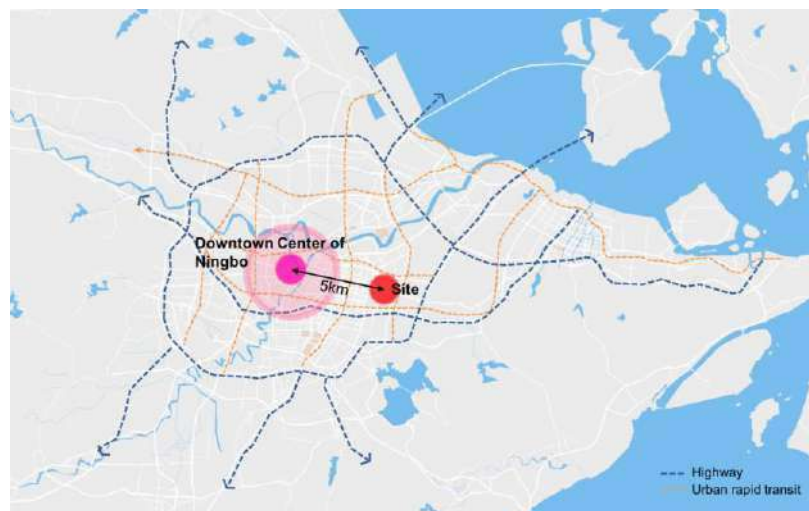 Downtown Center of
Ningbo
5km
Site
Highway
Urban rapid transit